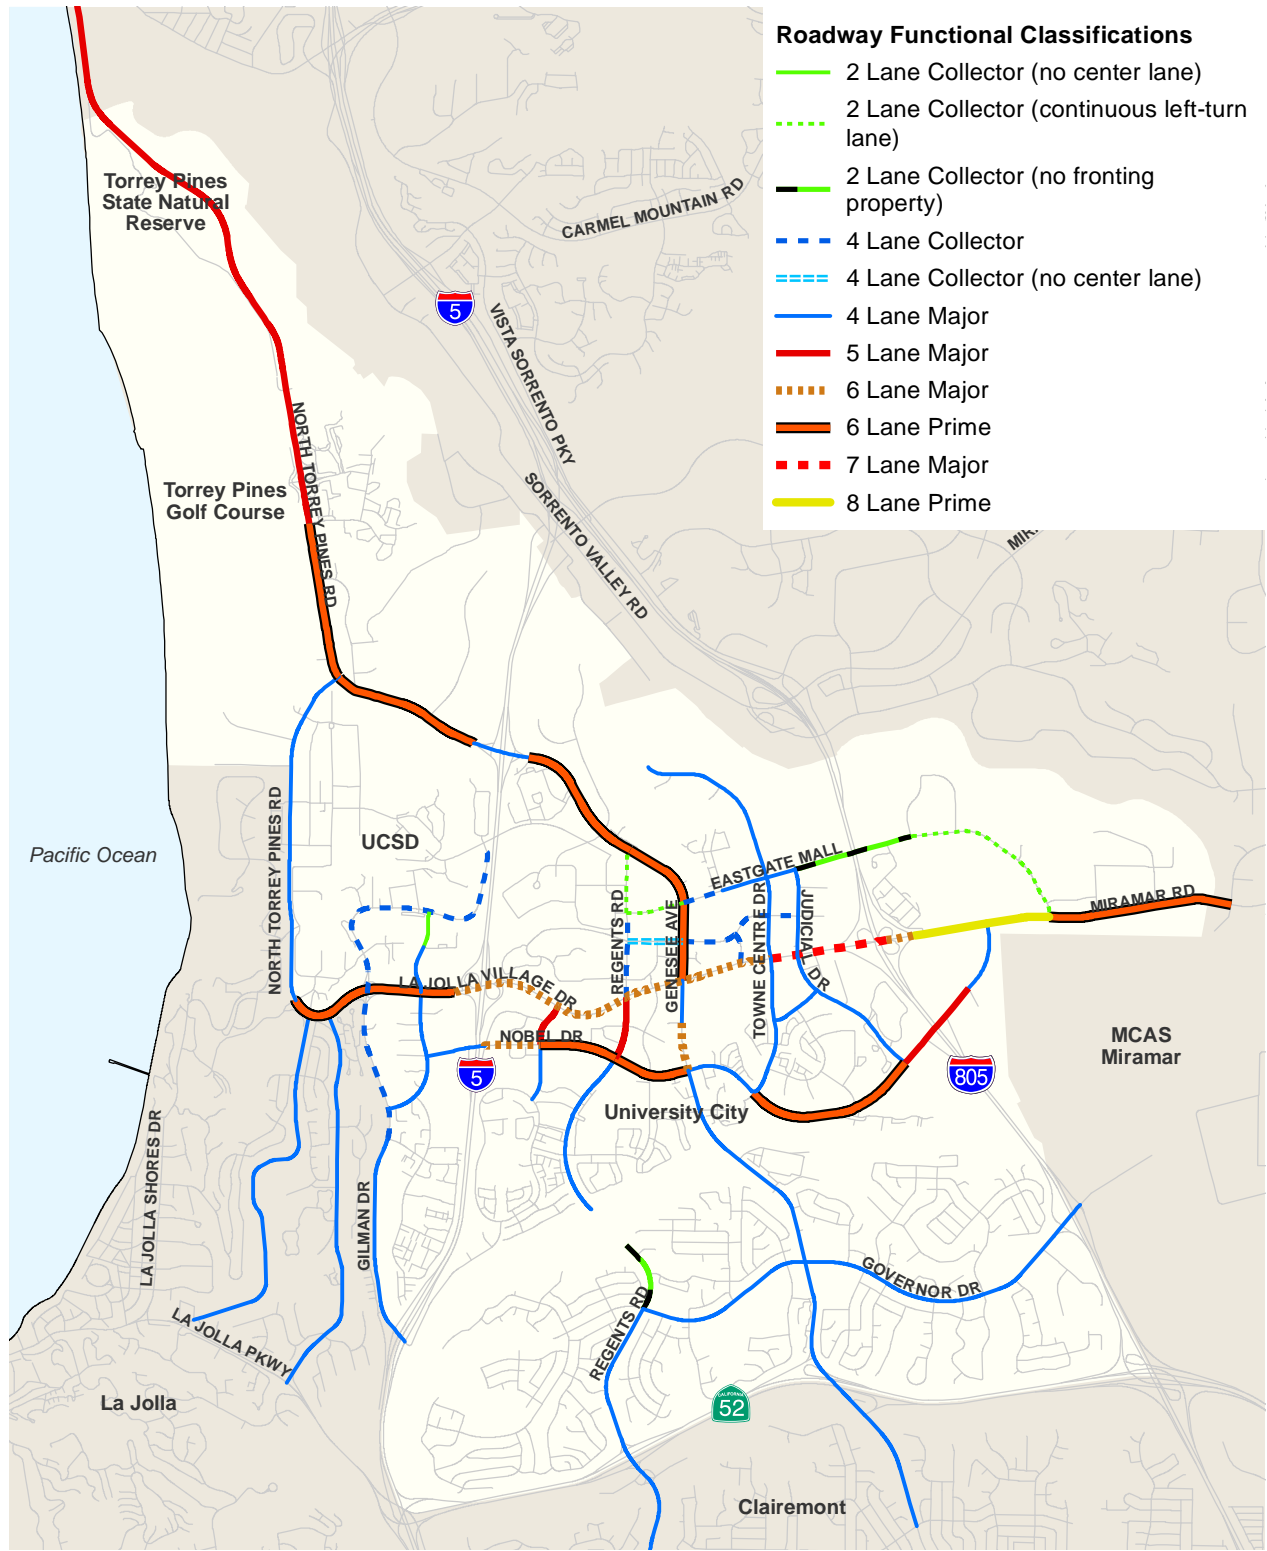 Roadway Functional Classifications
2 Lane Collector (no center lane)
2 Lane Collector (continuous left-turn
lane)
2 Lane Collector (no fronting
property)
4 Lane Collector
4 Lane Collector (no center lane)
4 Lane Major
5 Lane Major
6 Lane Major
6 Lane Prime
7 Lane Major
8 Lane Prime
Torrey Pines
State Natural
Reserve
CARMEL MOUNTAIN RD
5
VISTA SORRENTO PKY
NORTH TORREY PINES RD
Torrey Pines
Golf Course
SORRENTO VALLEY RD
Pacific Ocean
NORTH TORREY PINES RD
UCSD
EASTGATE MALL
REGENTS RD
GENESEE AVE
TOWNE CENTRE DR
JUDICIAL DR
MIRAMAR RD
LA JOLLA VILLAGE DR
NOBEL DR
5
805
MCAS
Miramar
University City
LA JOLLA SHORES DR
GILMAN DR
GOVERNOR DR
REGENTS RD
LA JOLLA PKWY
La Jolla
CALIFORNIA
52
Clairemont